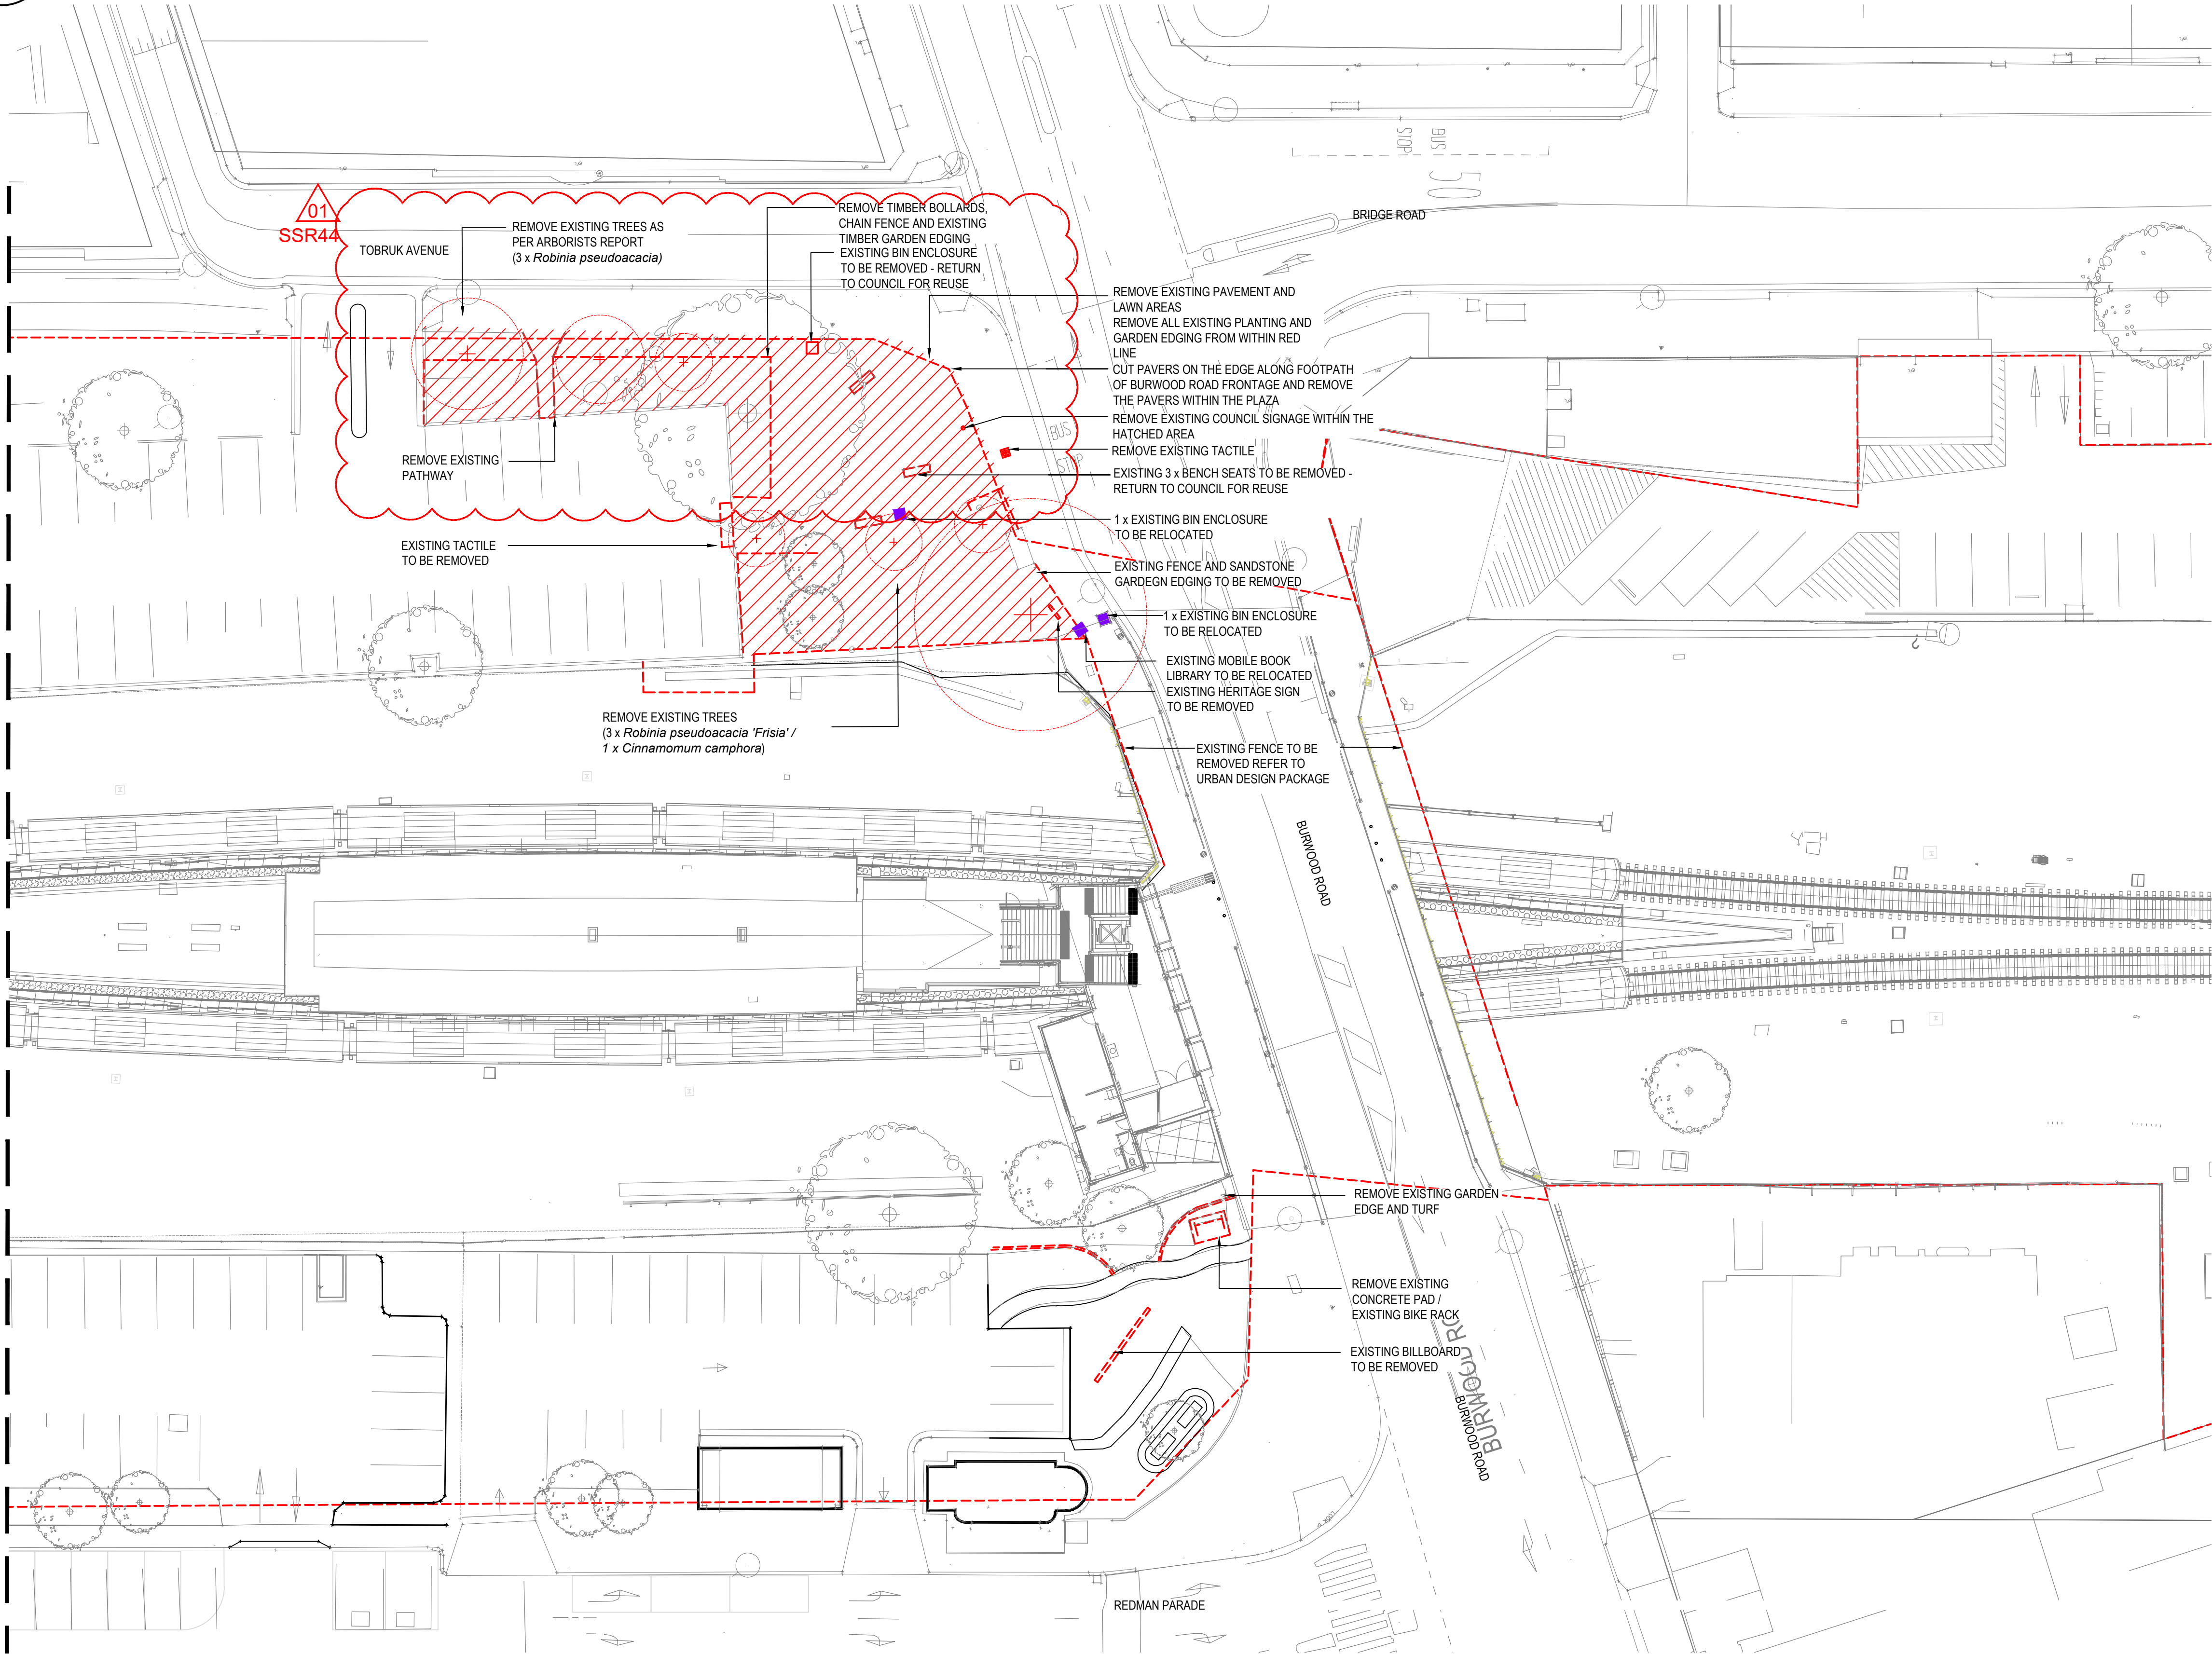 BUS
STOP
BRIDGE ROAD
01
SSR44
TOBRUK AVENUE
REMOVE EXISTING TREES AS
PER ARBORISTS REPORT
(3 x Robinia pseudoacacia)
REMOVE TIMBER BOLLARDS,
CHAIN FENCE AND EXISTING
TIMBER GARDEN EDGING
EXISTING BIN ENCLOSURE
TO BE REMOVED - RETURN
TO COUNCIL FOR REUSE
REMOVE EXISTING PAVEMENT AND
LAWN AREAS
REMOVE ALL EXISTING PLANTING AND
GARDEN EDGING FROM WITHIN RED
LINE
CUT PAVERS ON THE EDGE ALONG FOOTPATH
OF BURWOOD ROAD FRONTAGE AND REMOVE
THE PAVERS WITHIN THE PLAZA
REMOVE EXISTING COUNCIL SIGNAGE WITHIN THE
HATCHED AREA
REMOVE EXISTING TACTILE
BUS
STOP
EXISTING 3 x BENCH SEATS TO BE REMOVED -
RETURN TO COUNCIL FOR REUSE
REMOVE EXISTING
PATHWAY
1 x EXISTING BIN ENCLOSURE
TO BE RELOCATED
EXISTING TACTILE
TO BE REMOVED
EXISTING FENCE AND SANDSTONE
GARDEGN EDGING TO BE REMOVED
1 x EXISTING BIN ENCLOSURE
TO BE RELOCATED
EXISTING MOBILE BOOK
LIBRARY TO BE RELOCATED
EXISTING HERITAGE SIGN
TO BE REMOVED
REMOVE EXISTING TREES
(3 x Robinia pseudoacacia 'Frisia' /
1 x Cinnamomum camphora)
EXISTING FENCE TO BE
REMOVED REFER TO
URBAN DESIGN PACKAGE
BURWOOD ROAD
REMOVE EXISTING GARDEN
EDGE AND TURF
REMOVE EXISTING
CONCRETE PAD /
EXISTING BIKE RACK
EXISTING BILLBOARD
TO BE REMOVED
BURWOOD RO
BURWOOD ROAD
REDMAN PARADE